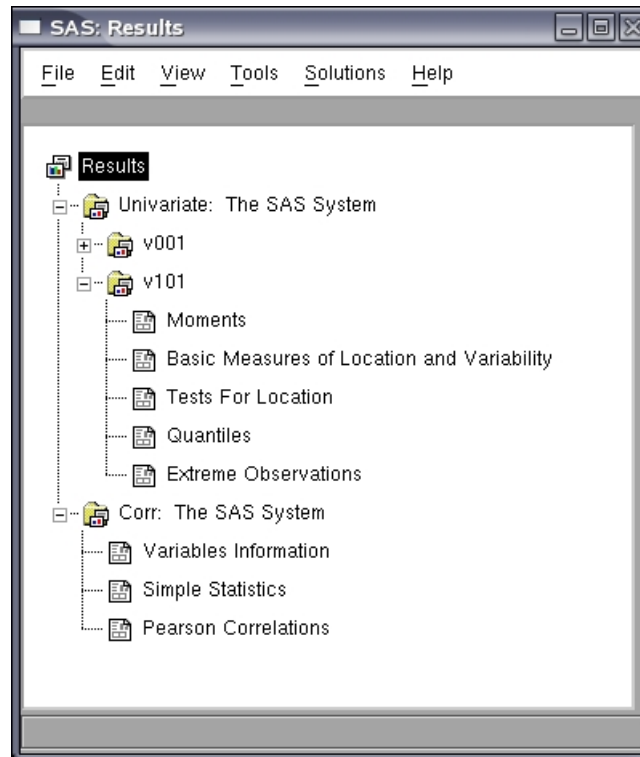 SAS: Results
File Edit View Tools Solutions Help
Results
Univariate: The SAS System
v001
v101
Moments
Basic Measures of Location and Variability
Tests For Location
Quantiles
Extreme Observations
Corr: The SAS System
Variables Information
Simple Statistics
Pearson Correlations